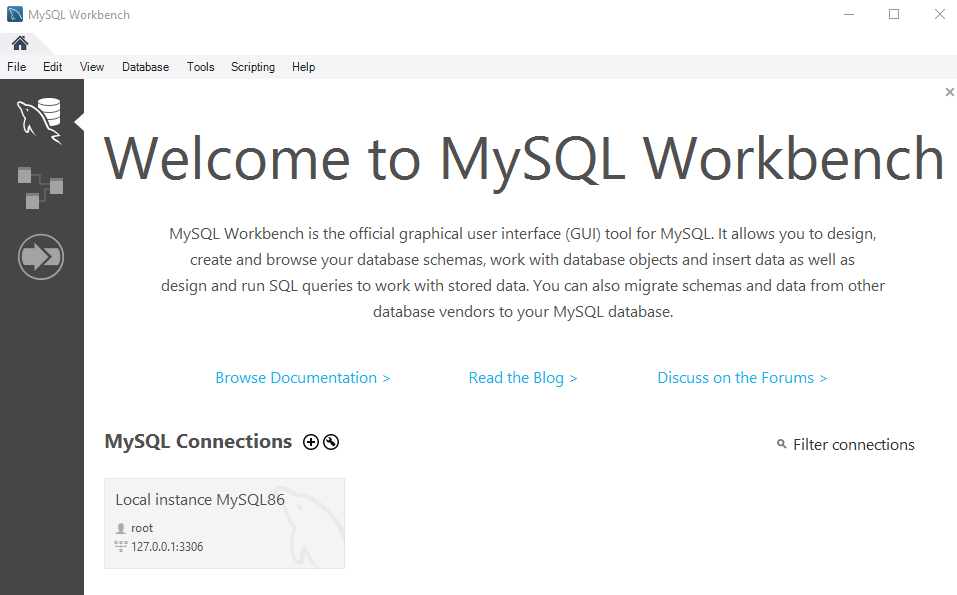 MySQL Workbench
File Edit View Database Tools Scripting Help
Welcome to MySQL Workbench
MySQL Workbench is the official graphical user interface (GUI) tool for MySQL. It allows you to design,
create and browse your database schemas, work with database objects and insert data as well as
design and run SQL queries to work with stored data. You can also migrate schemas and data from other
database vendors to your MySQL database.
Browse Documentation > Read the Blog > Discuss on the Forums >
MySQL Connections Filter connections
Local instance MySQL86
root
127.0.0.1:3306